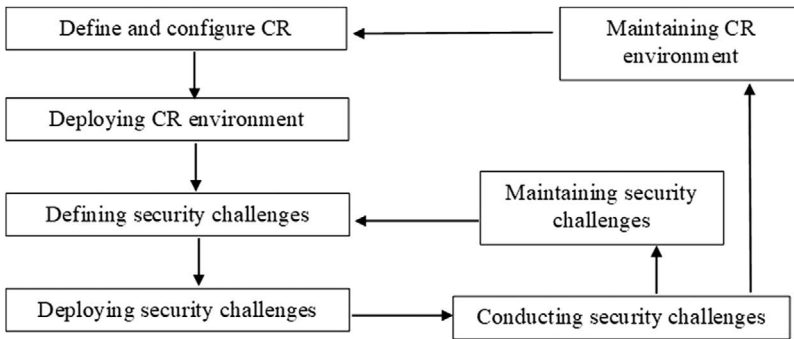 Define and configure CR
Maintaining CR
environment
Deploying CR environment
Defining security challenges
Maintaining security
challenges
Deploying security challenges
Conducting security challenges